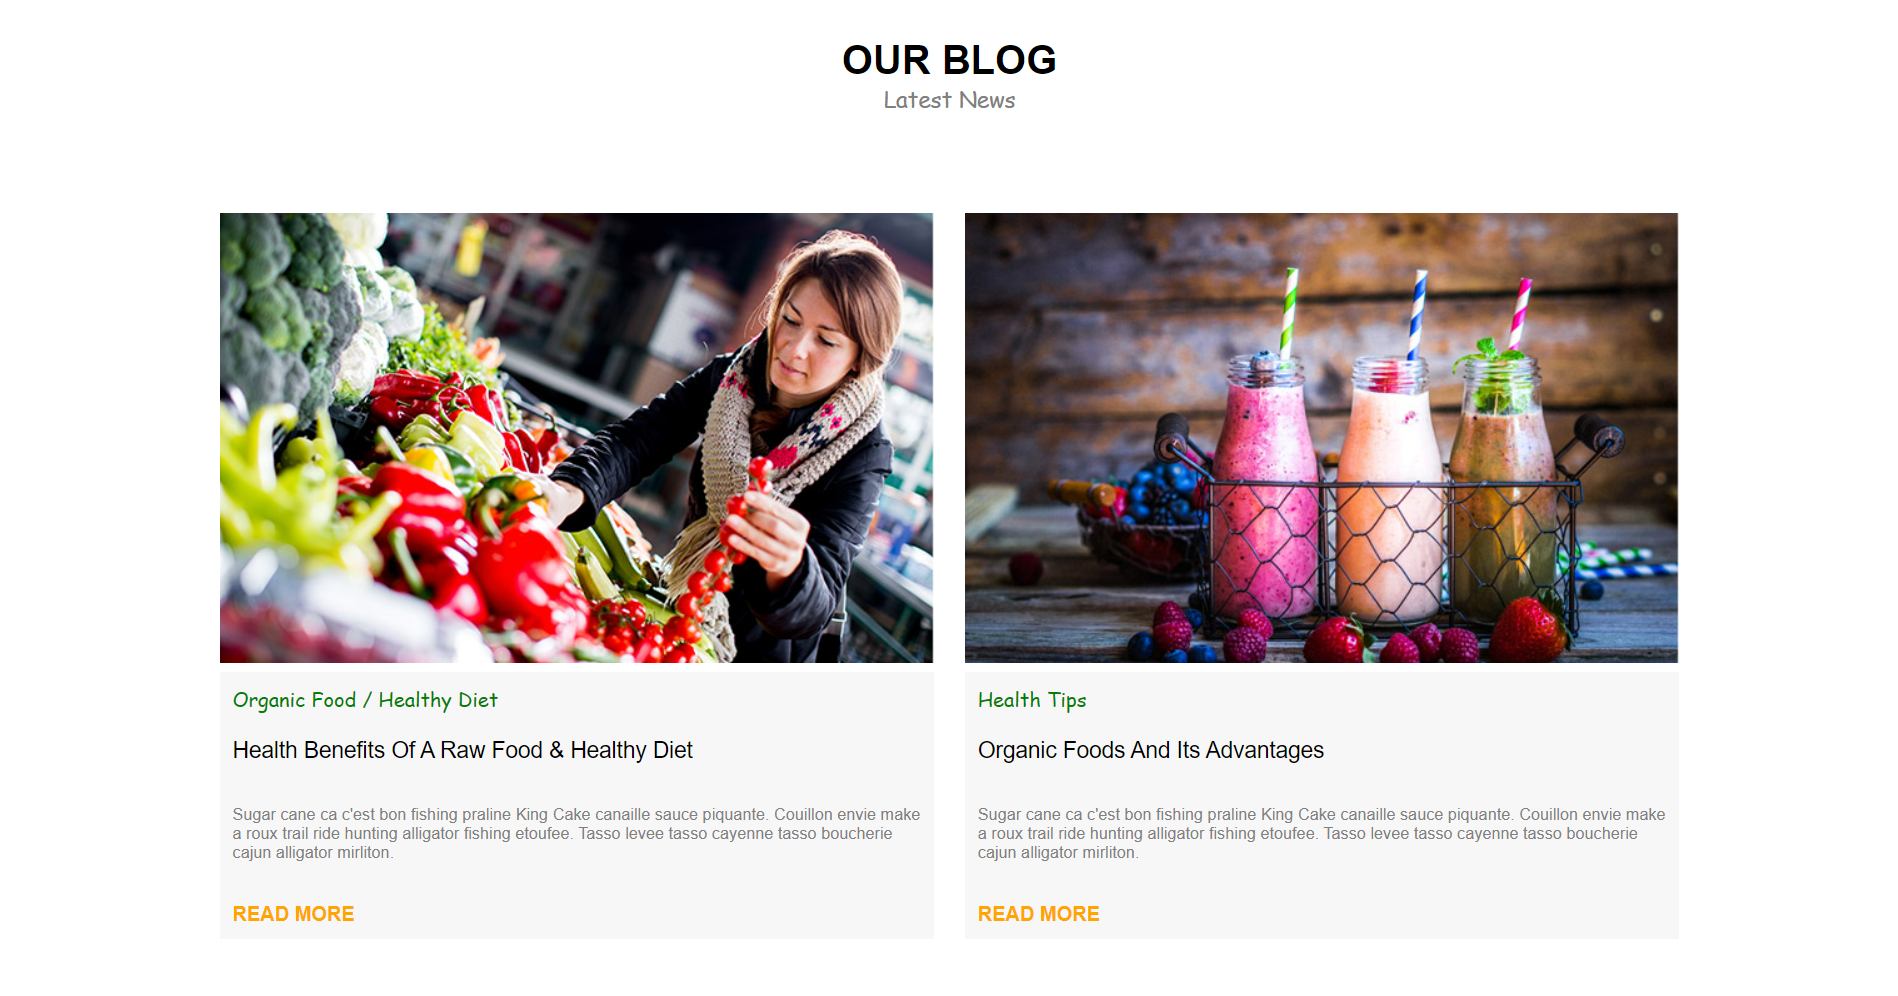 OUR BLOG
Latest News
Organic Food / Healthy Diet
Health Benefits Of A Raw Food & Healthy Diet
Sugar cane ca c'est bon fishing praline King Cake canaille sauce piquante. Couillon envie make
a roux trail ride hunting alligator fishing etoufee. Tasso levee tasso cayenne tasso boucherie
cajun alligator mirliton.
READ MORE
Health Tips
Organic Foods And Its Advantages
Sugar cane ca c'est bon fishing praline King Cake canaille sauce piquante. Couillon envie make
a roux trail ride hunting alligator fishing etoufee. Tasso levee tasso cayenne tasso boucherie
cajun alligator mirliton.
READ MORE